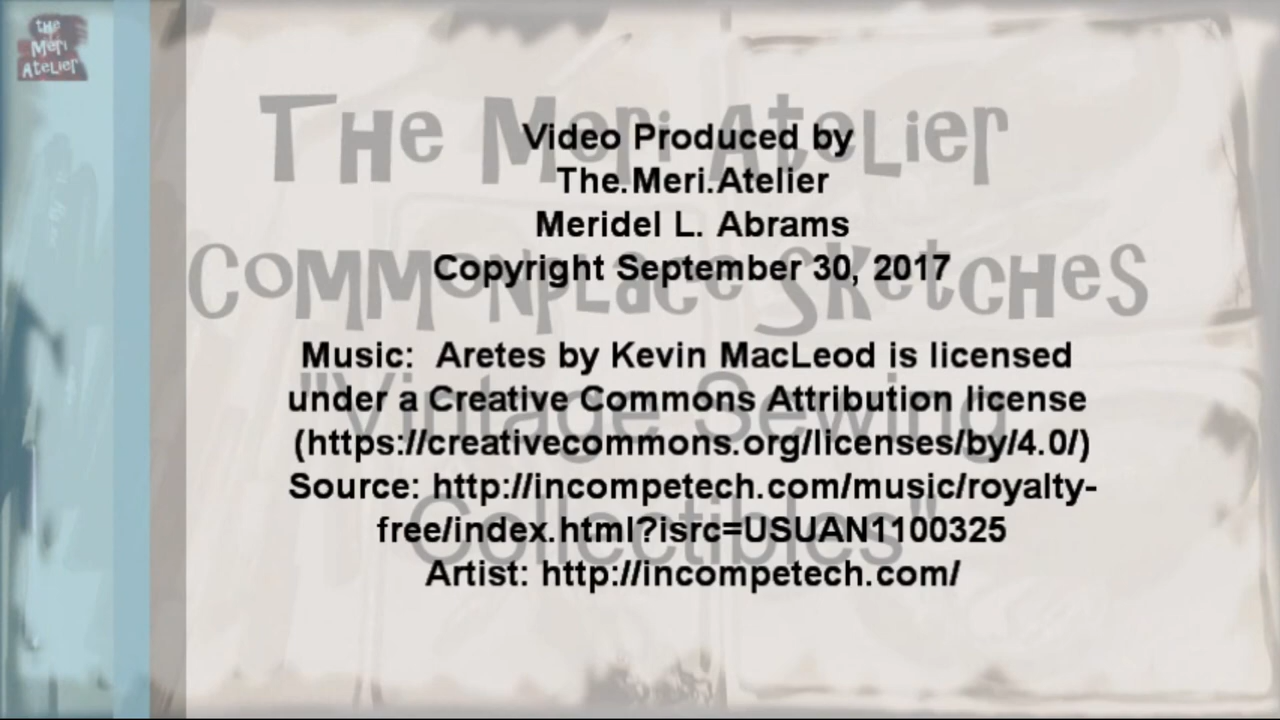 the
Meri
Atelier
The Meri Atelier
Commonplace Sketches
"Vintage Sewing
Collectibles"
Video Produced by
The.Meri.Atelier
Meridel L. Abrams
Copyright September 30, 2017
Music: Aretes by Kevin MacLeod is licensed
under a Creative Commons Attribution license
(https://creativecommons.org/licenses/by/4.0/)
Source: http://incompetech.com/music/royalty-
free/index.html?isrc=USUAN1100325
Artist: http://incompetech.com/